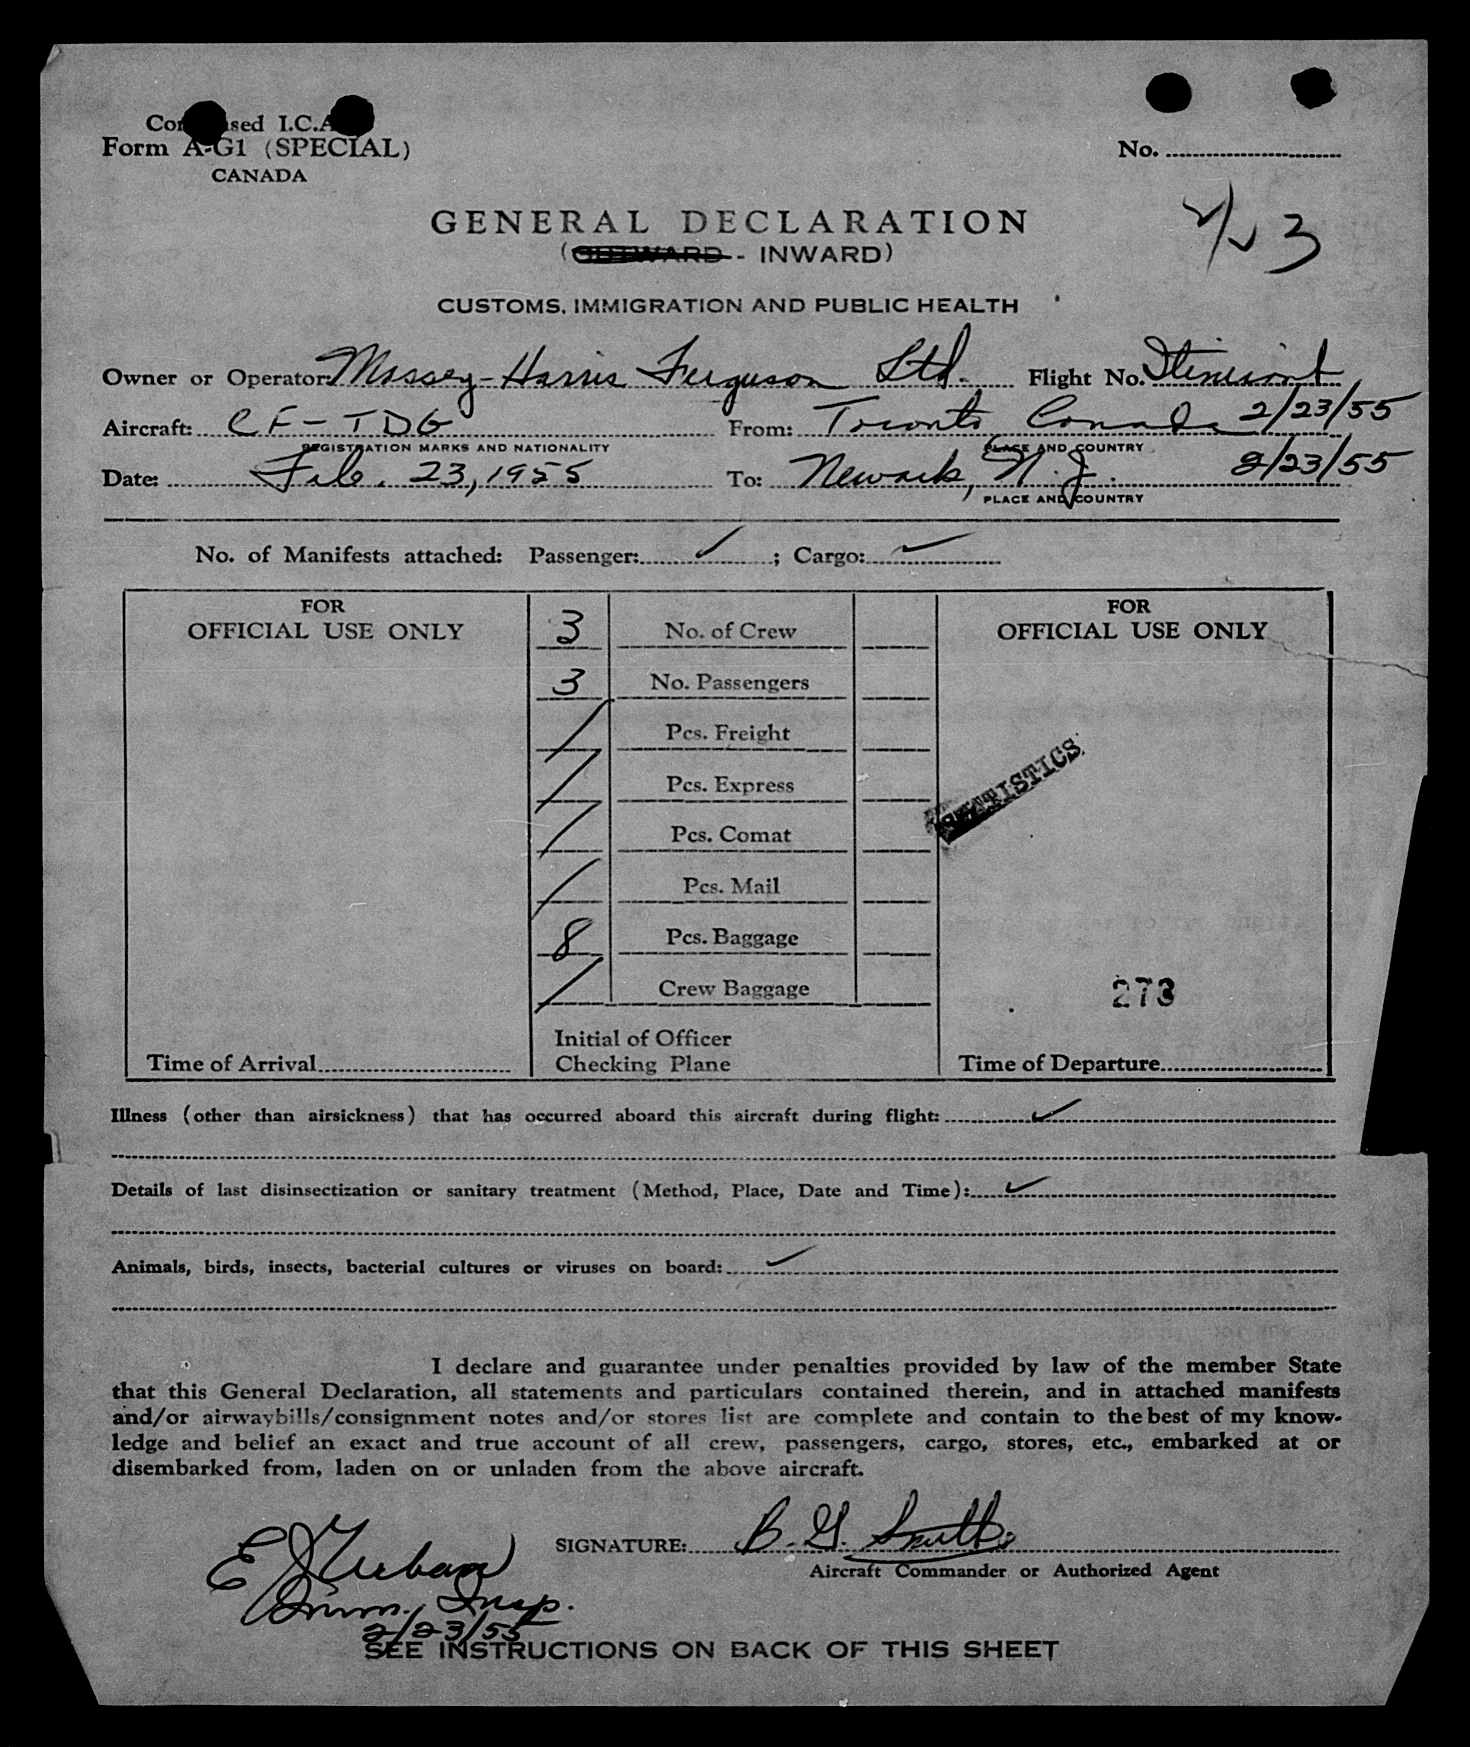 Condensed I.C.A.O.
Form A-G1 (SPECIAL)
CANADA
No.
2/23
GENERAL DECLARATION
(OUTWARD - INWARD)
CUSTOMS, IMMIGRATION AND PUBLIC HEALTH
Owner or Operator: Massey-Harris Ferguson Ltd. Flight No. Itinerant
Aircraft: CF-TDG From: Toronto Canada 2/23/55
REGISTRATION MARKS AND NATIONALITY PLACE AND COUNTRY
Date: Feb. 23, 1955 To: Newark, N.J. 2/23/55
PLACE AND COUNTRY
No. of Manifests attached: Passenger: ✓ ; Cargo: ✓
FOR
OFFICIAL USE ONLY
3 No. of Crew
3 No. Passengers
/ Pcs. Freight
/ Pcs. Express
/ Pcs. Comat
/ Pcs. Mail
8 Pcs. Baggage
/ Crew Baggage
Initial of Officer
Checking Plane
Time of Arrival
FOR
OFFICIAL USE ONLY
STATISTICS
273
Time of Departure
Illness (other than airsickness) that has occurred aboard this aircraft during flight: ✓
Details of last disinsectization or sanitary treatment (Method, Place, Date and Time): ✓
Animals, birds, insects, bacterial cultures or viruses on board: ✓
I declare and guarantee under penalties provided by law of the member State
that this General Declaration, all statements and particulars contained therein, and in attached manifests
and/or airwaybills/consignment notes and/or stores list are complete and contain to the best of my know-
ledge and belief an exact and true account of all crew, passengers, cargo, stores, etc., embarked at or
disembarked from, laden on or unladen from the above aircraft.
SIGNATURE: B. G. Smith
Aircraft Commander or Authorized Agent
Imm. Insp.
2/23/55
SEE INSTRUCTIONS ON BACK OF THIS SHEET